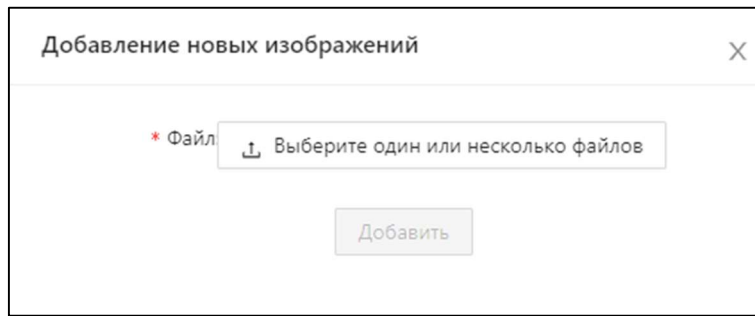 Добавление новых изображений
* Файл: Выберите один или несколько файлов
Добавить